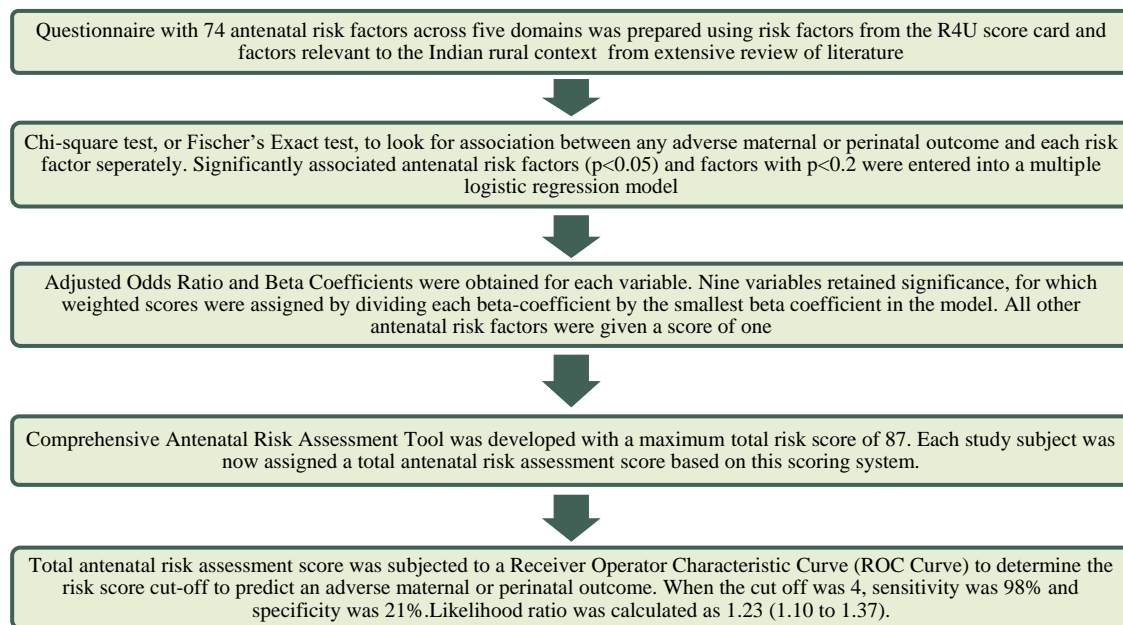 Questionnaire with 74 antenatal risk factors across five domains was prepared using risk factors from the R4U score card and
factors relevant to the Indian rural context from extensive review of literature
Chi-square test, or Fischer's Exact test, to look for association between any adverse maternal or perinatal outcome and each risk
factor seperately. Significantly associated antenatal risk factors (p<0.05) and factors with p<0.2 were entered into a multiple
logistic regression model
Adjusted Odds Ratio and Beta Coefficients were obtained for each variable. Nine variables retained significance, for which
weighted scores were assigned by dividing each beta-coefficient by the smallest beta coefficient in the model. All other
antenatal risk factors were given a score of one
Comprehensive Antenatal Risk Assessment Tool was developed with a maximum total risk score of 87. Each study subject was
now assigned a total antenatal risk assessment score based on this scoring system.
Total antenatal risk assessment score was subjected to a Receiver Operator Characteristic Curve (ROC Curve) to determine the
risk score cut-off to predict an adverse maternal or perinatal outcome. When the cut off was 4, sensitivity was 98% and
specificity was 21%.Likelihood ratio was calculated as 1.23 (1.10 to 1.37).